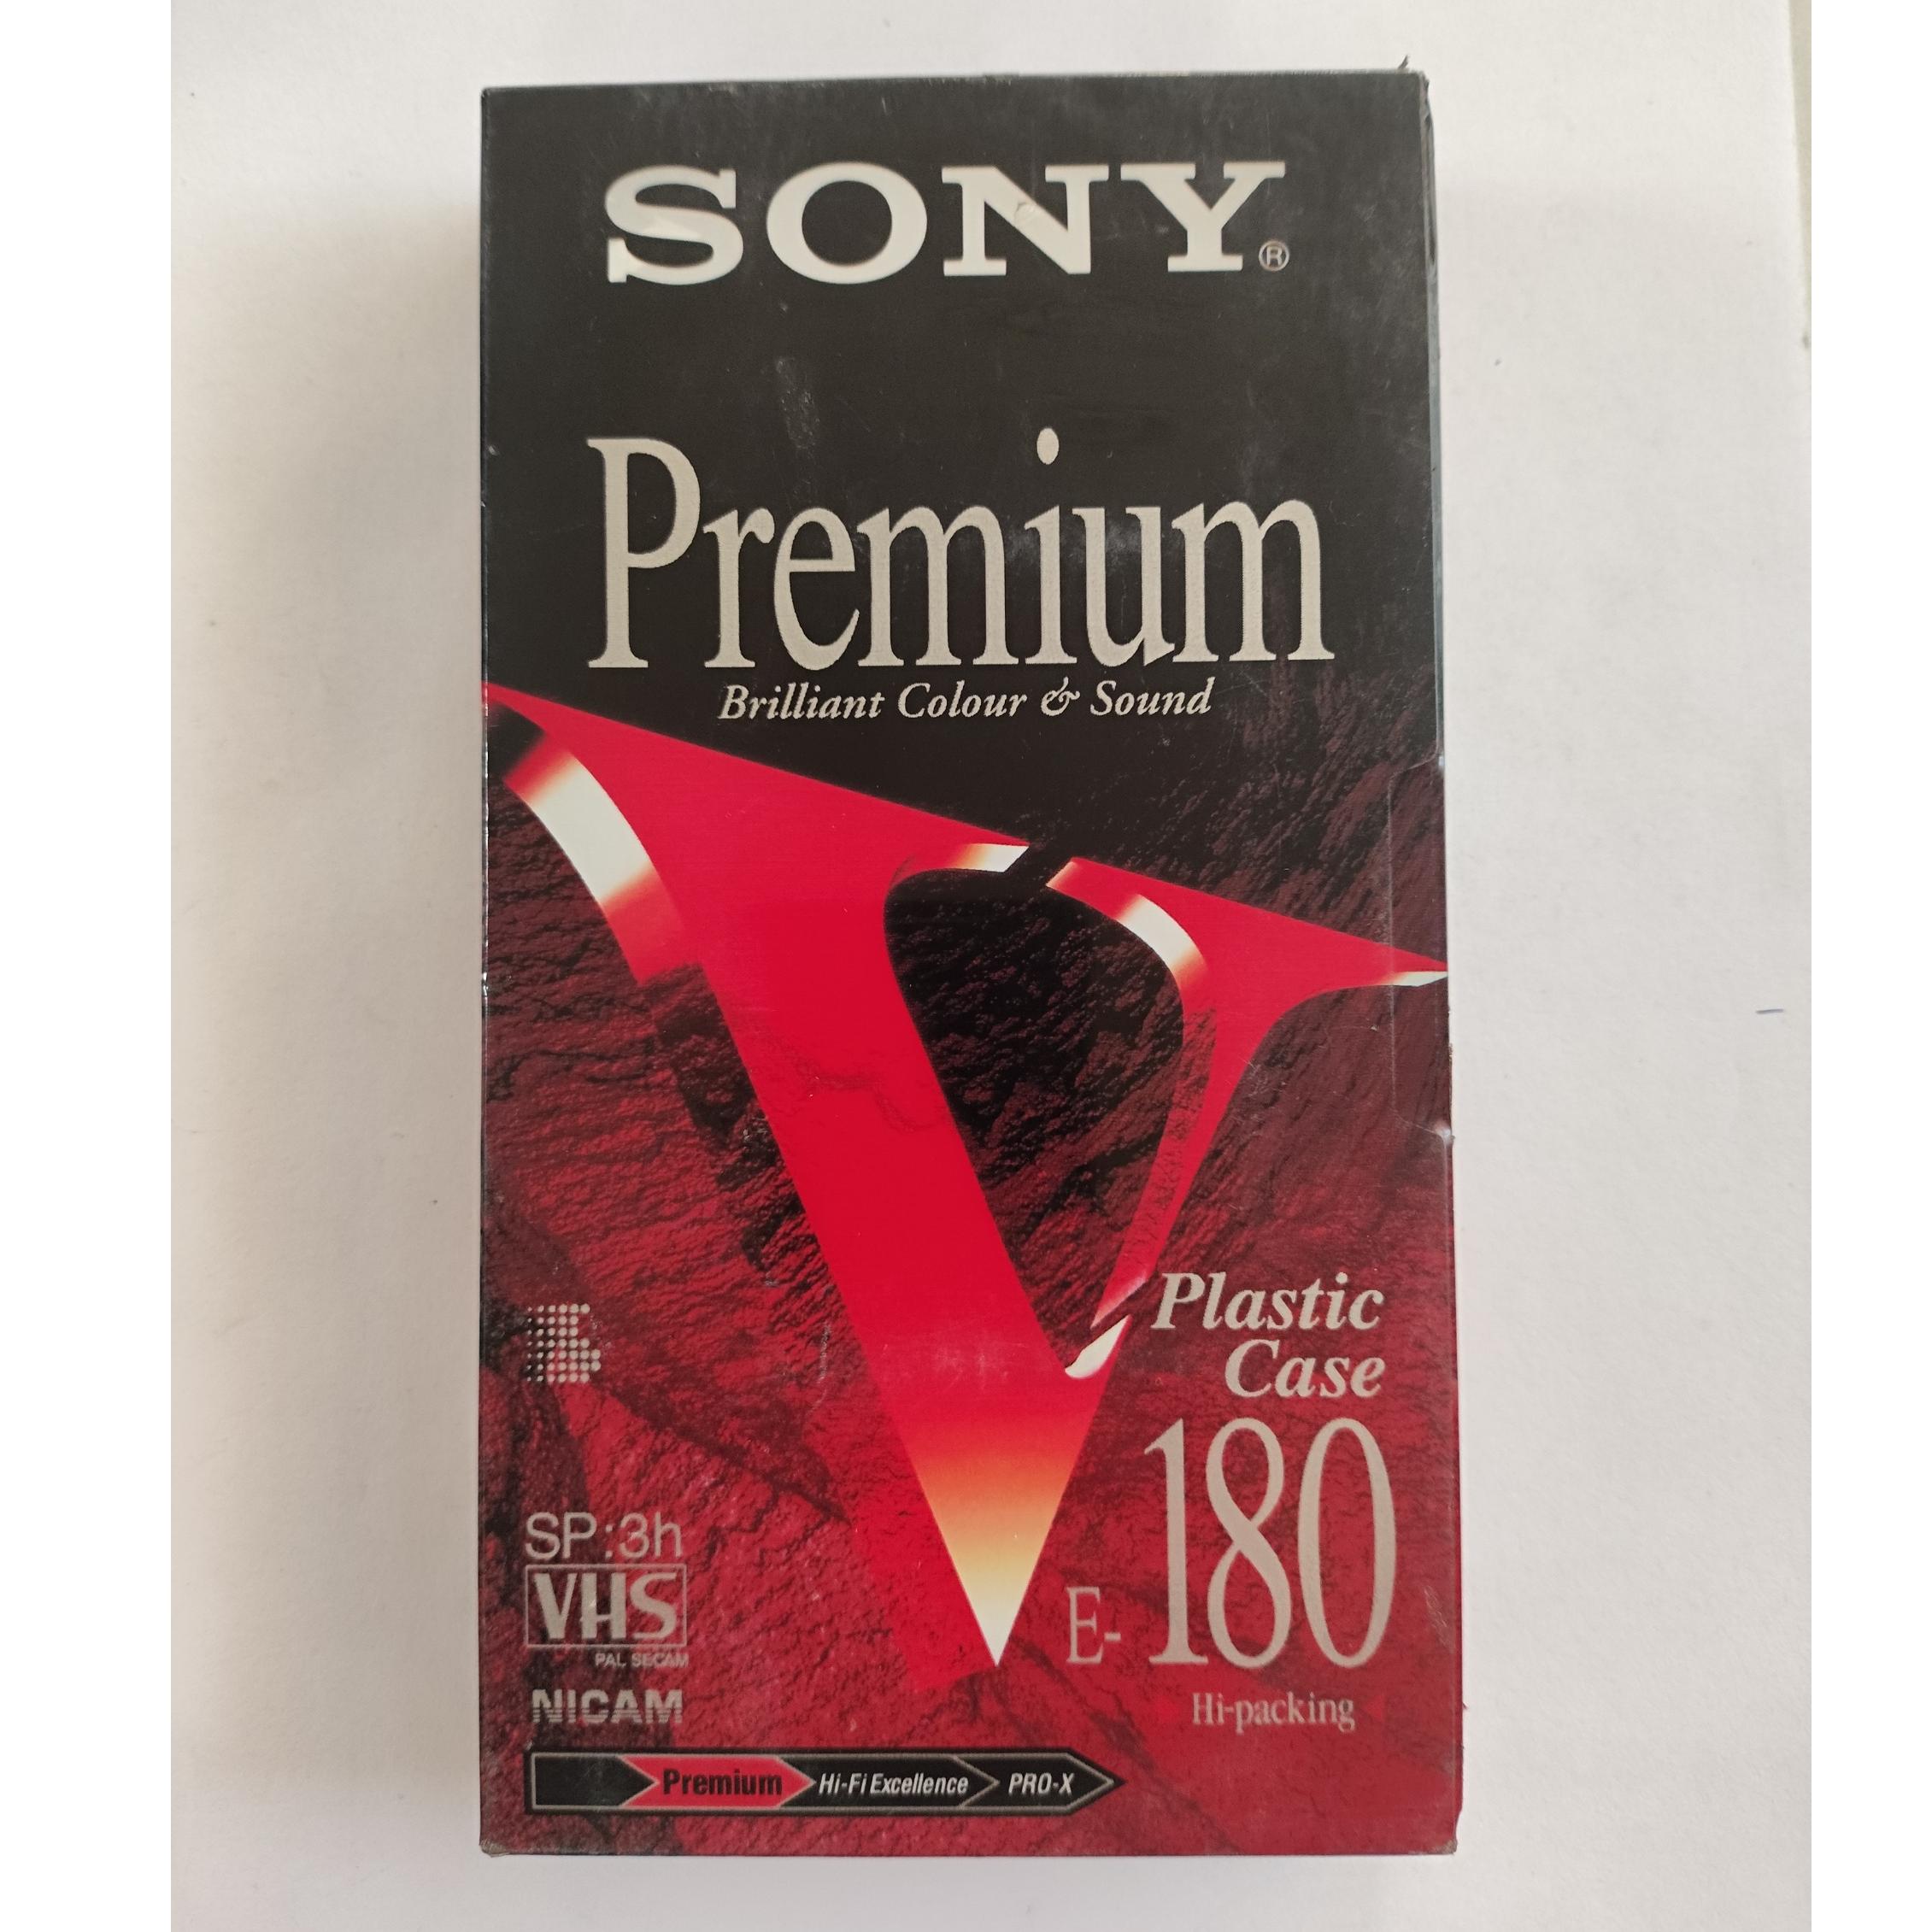 SONY®
Premium
Brilliant Colour & Sound
V
Plastic
Case
E-180
Hi-packing
SP:3h
VHS
PAL SECAM
NICAM
Premium Hi-Fi Excellence PRO-X